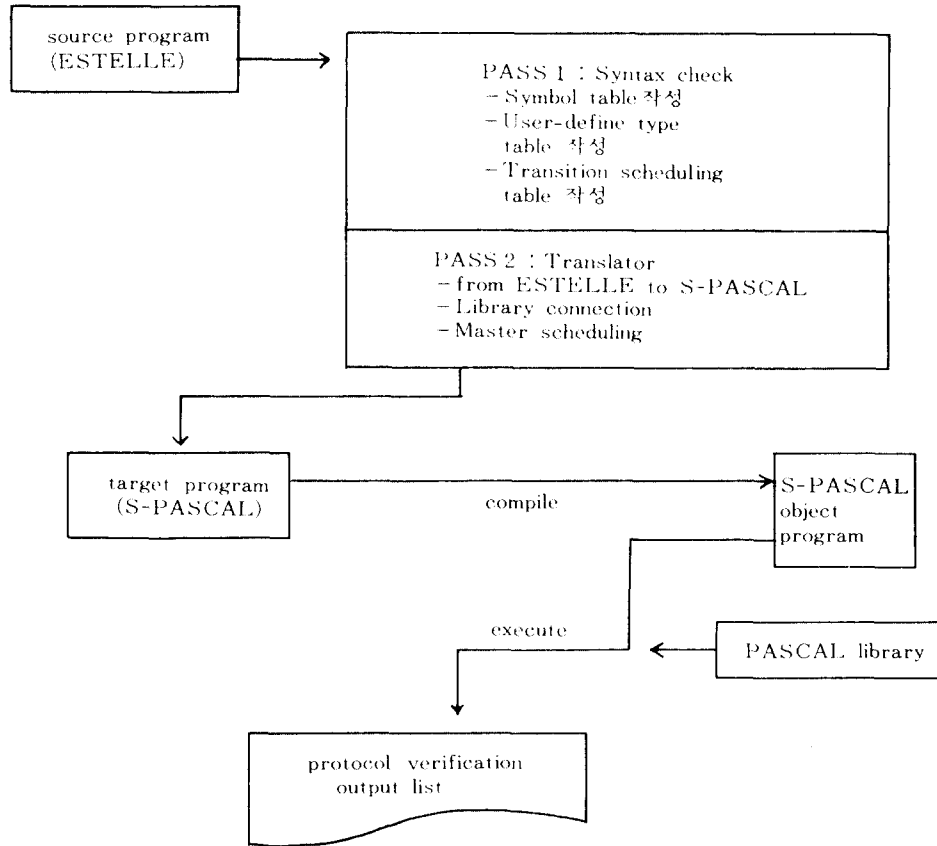 source program
(ESTELLE)
PASS 1 : Syntax check
-Symbol table 작성
-User-define type
table 작성
-Transition scheduling
table 작성
PASS 2 : Translator
-from ESTELLE to S-PASCAL
-Library connection
-Master scheduling
target program
(S-PASCAL)
compile
S-PASCAL
object
program
execute
PASCAL library
protocol verification
output list